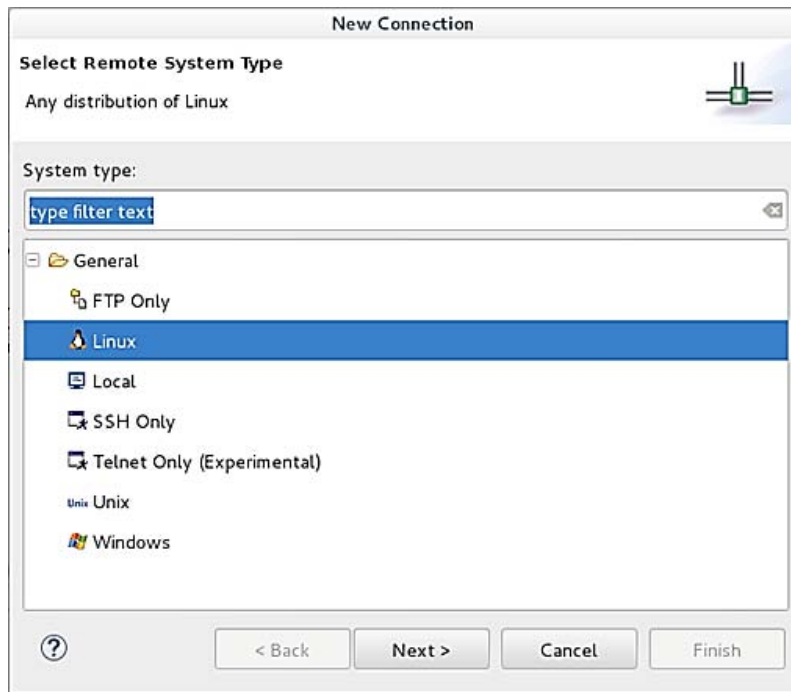 New Connection
Select Remote System Type
Any distribution of Linux
System type:
type filter text
General
FTP Only
Linux
Local
SSH Only
Telnet Only (Experimental)
Unix Unix
Windows
? < Back Next > Cancel Finish